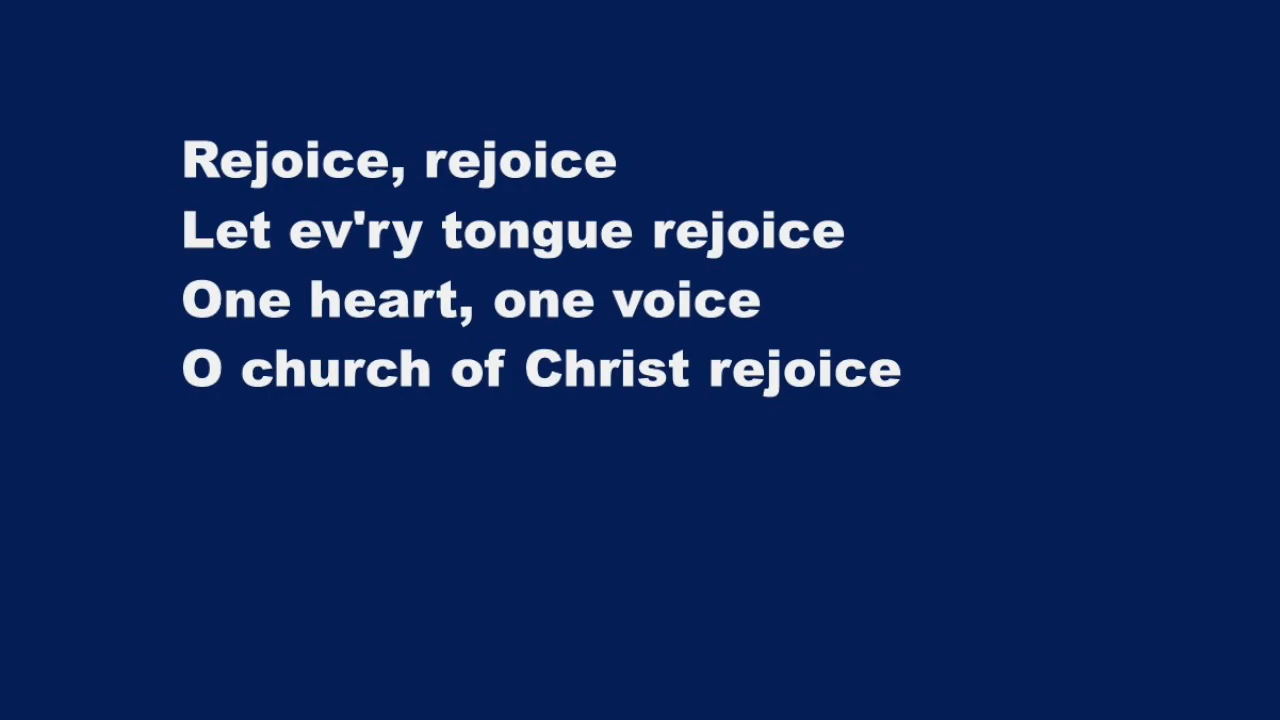 Rejoice, rejoice
Let ev'ry tongue rejoice
One heart, one voice
O church of Christ rejoice